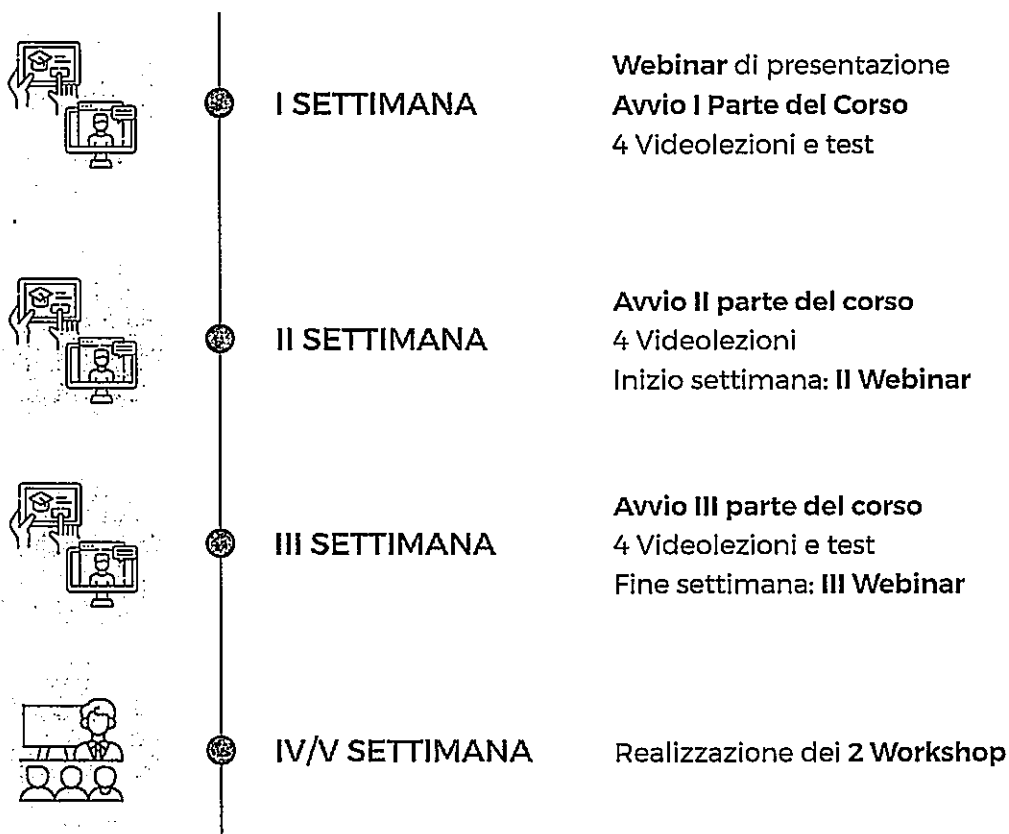 I SETTIMANA
Webinar di presentazione
Avvio I Parte del Corso
4 Videolezioni e test
II SETTIMANA
Avvio II parte del corso
4 Videolezioni
Inizio settimana: II Webinar
III SETTIMANA
Avvio III parte del corso
4 Videolezioni e test
Fine settimana: III Webinar
IV/V SETTIMANA
Realizzazione dei 2 Workshop